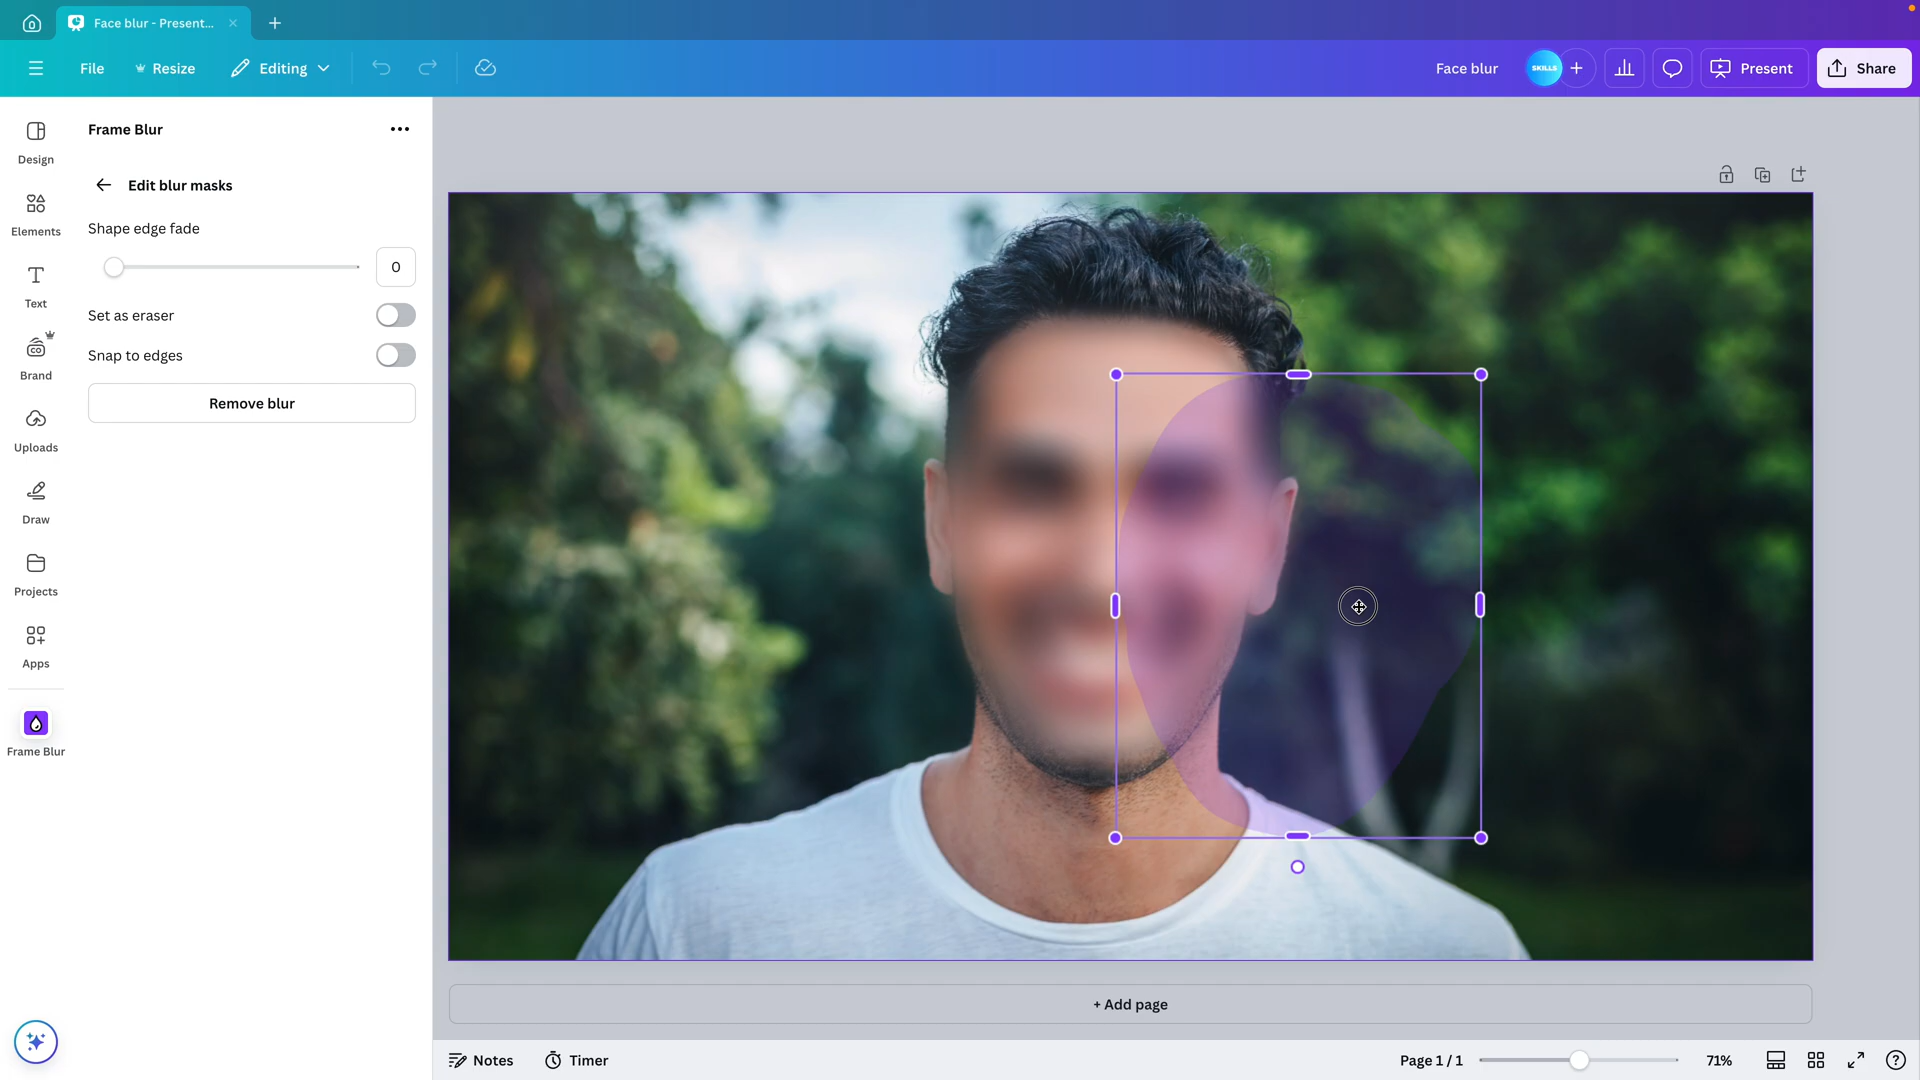 Face blur - Present...
File
Resize
Editing
Face blur
SKILLS
Present
Share
Design
Elements
Text
Brand
Uploads
Draw
Projects
Apps
Frame Blur
Frame Blur
Edit blur masks
Shape edge fade
0
Set as eraser
Snap to edges
Remove blur
+ Add page
Notes
Timer
Page 1 / 1
71%